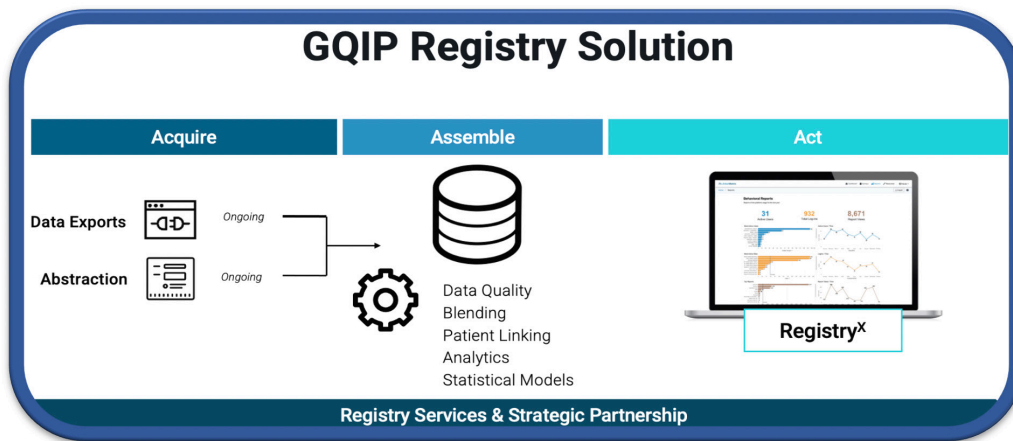 GQIP Registry Solution
Acquire
Assemble
Act
Data Exports
Ongoing
Abstraction
Ongoing
Data Quality
Blending
Patient Linking
Analytics
Statistical Models
Behavioral Reports
31
932
8,671
Registryˣ
Registry Services & Strategic Partnership